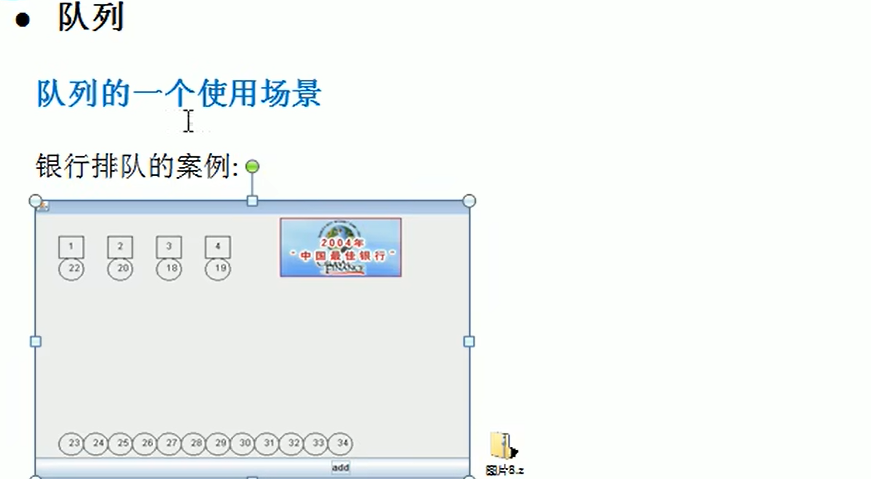 ● 队列
队列的一个使用场景
银行排队的案例:
1 2 3 4
22 20 18 19
2004年
"中国最佳银行"
FINANCE
23 24 25 26 27 28 29 30 31 32 33 34
add
图片8.z